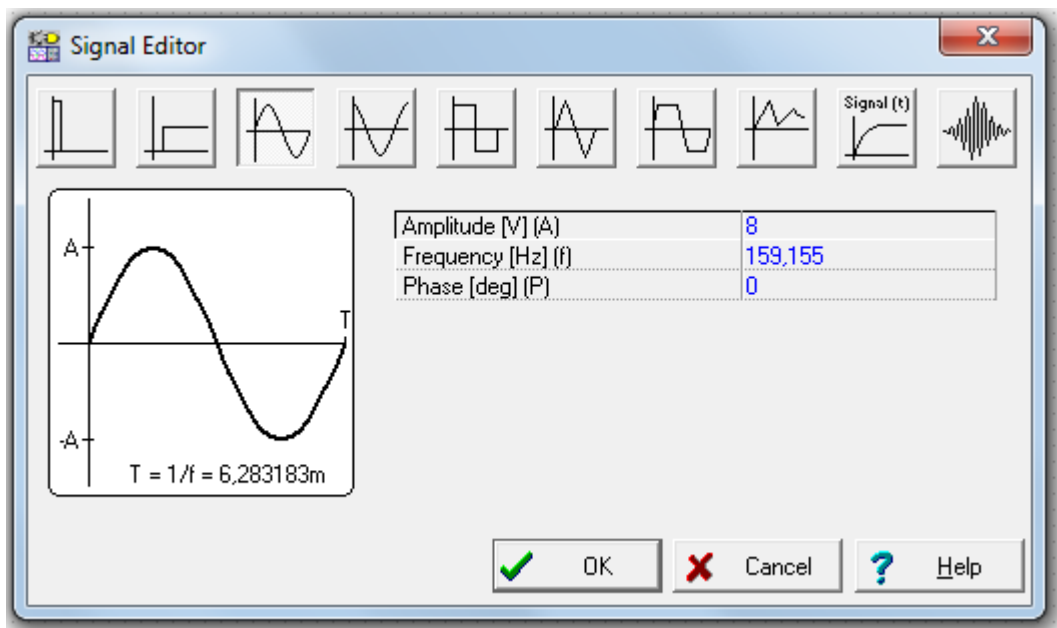 Signal Editor
Signal (t)
Amplitude [V] (A) 8
Frequency [Hz] (f) 159,155
Phase [deg] (P) 0
A
T
-A
T = 1/f = 6,283183m
OK Cancel Help